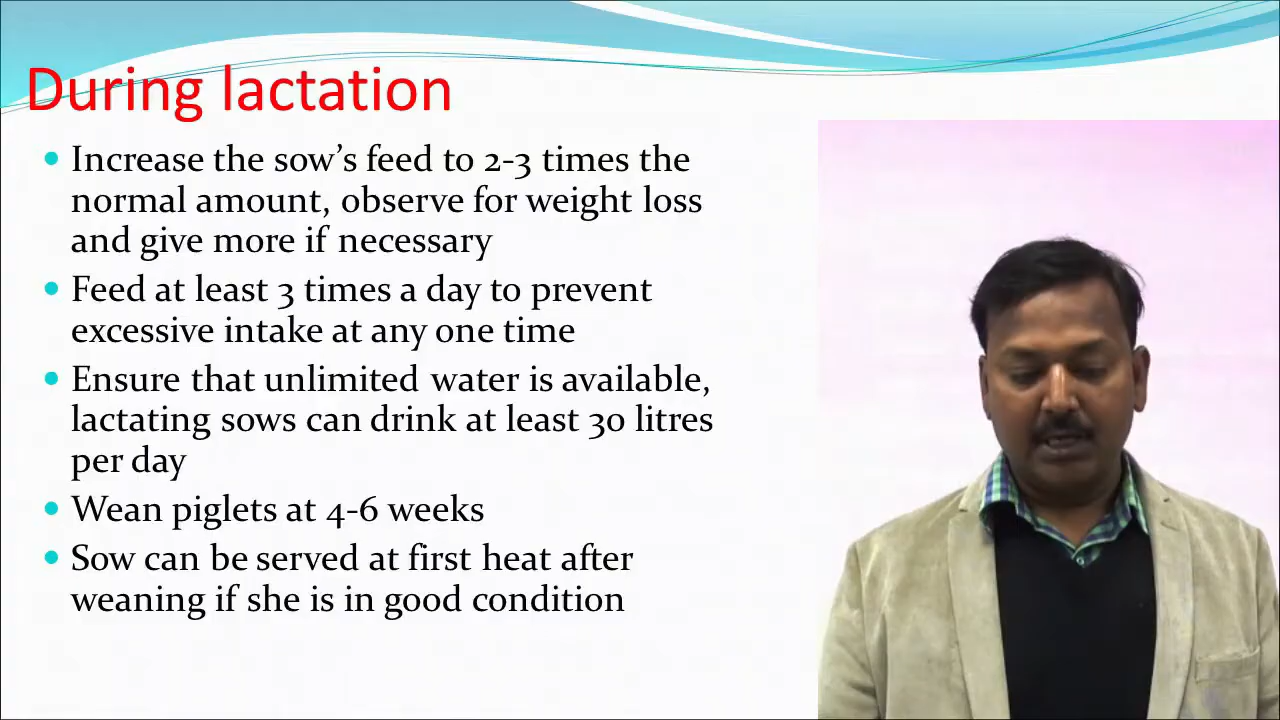 During lactation
• Increase the sow’s feed to 2-3 times the
normal amount, observe for weight loss
and give more if necessary
• Feed at least 3 times a day to prevent
excessive intake at any one time
• Ensure that unlimited water is available,
lactating sows can drink at least 30 litres
per day
• Wean piglets at 4-6 weeks
• Sow can be served at first heat after
weaning if she is in good condition